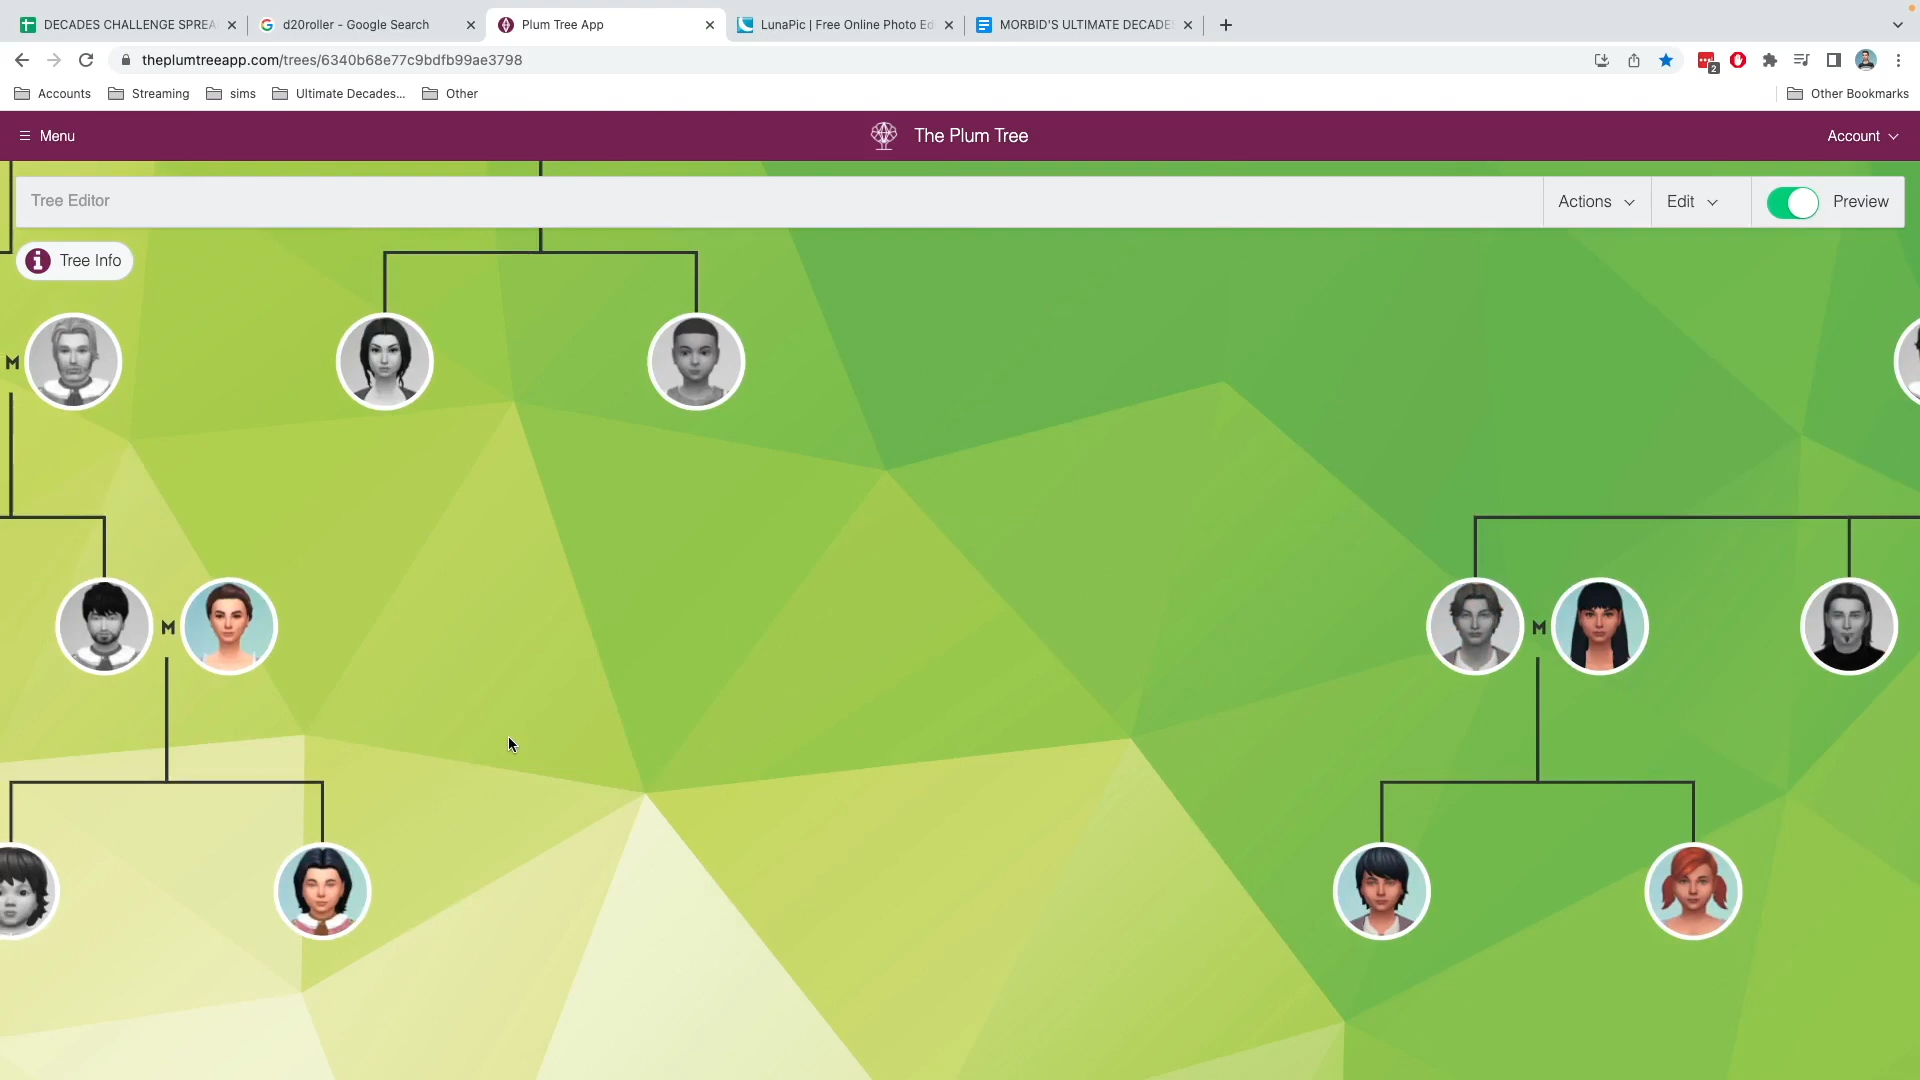 DECADES CHALLENGE SPREA
d20roller - Google Search
Plum Tree App
LunaPic | Free Online Photo Ed
MORBID'S ULTIMATE DECADE
theplumtreeapp.com/trees/6340b68e77c9bdfb99ae3798
2
Accounts
Streaming
sims
Ultimate Decades...
Other
Other Bookmarks
Menu
The Plum Tree
Account
Tree Editor
Actions
Edit
Preview
Tree Info
M
M
M